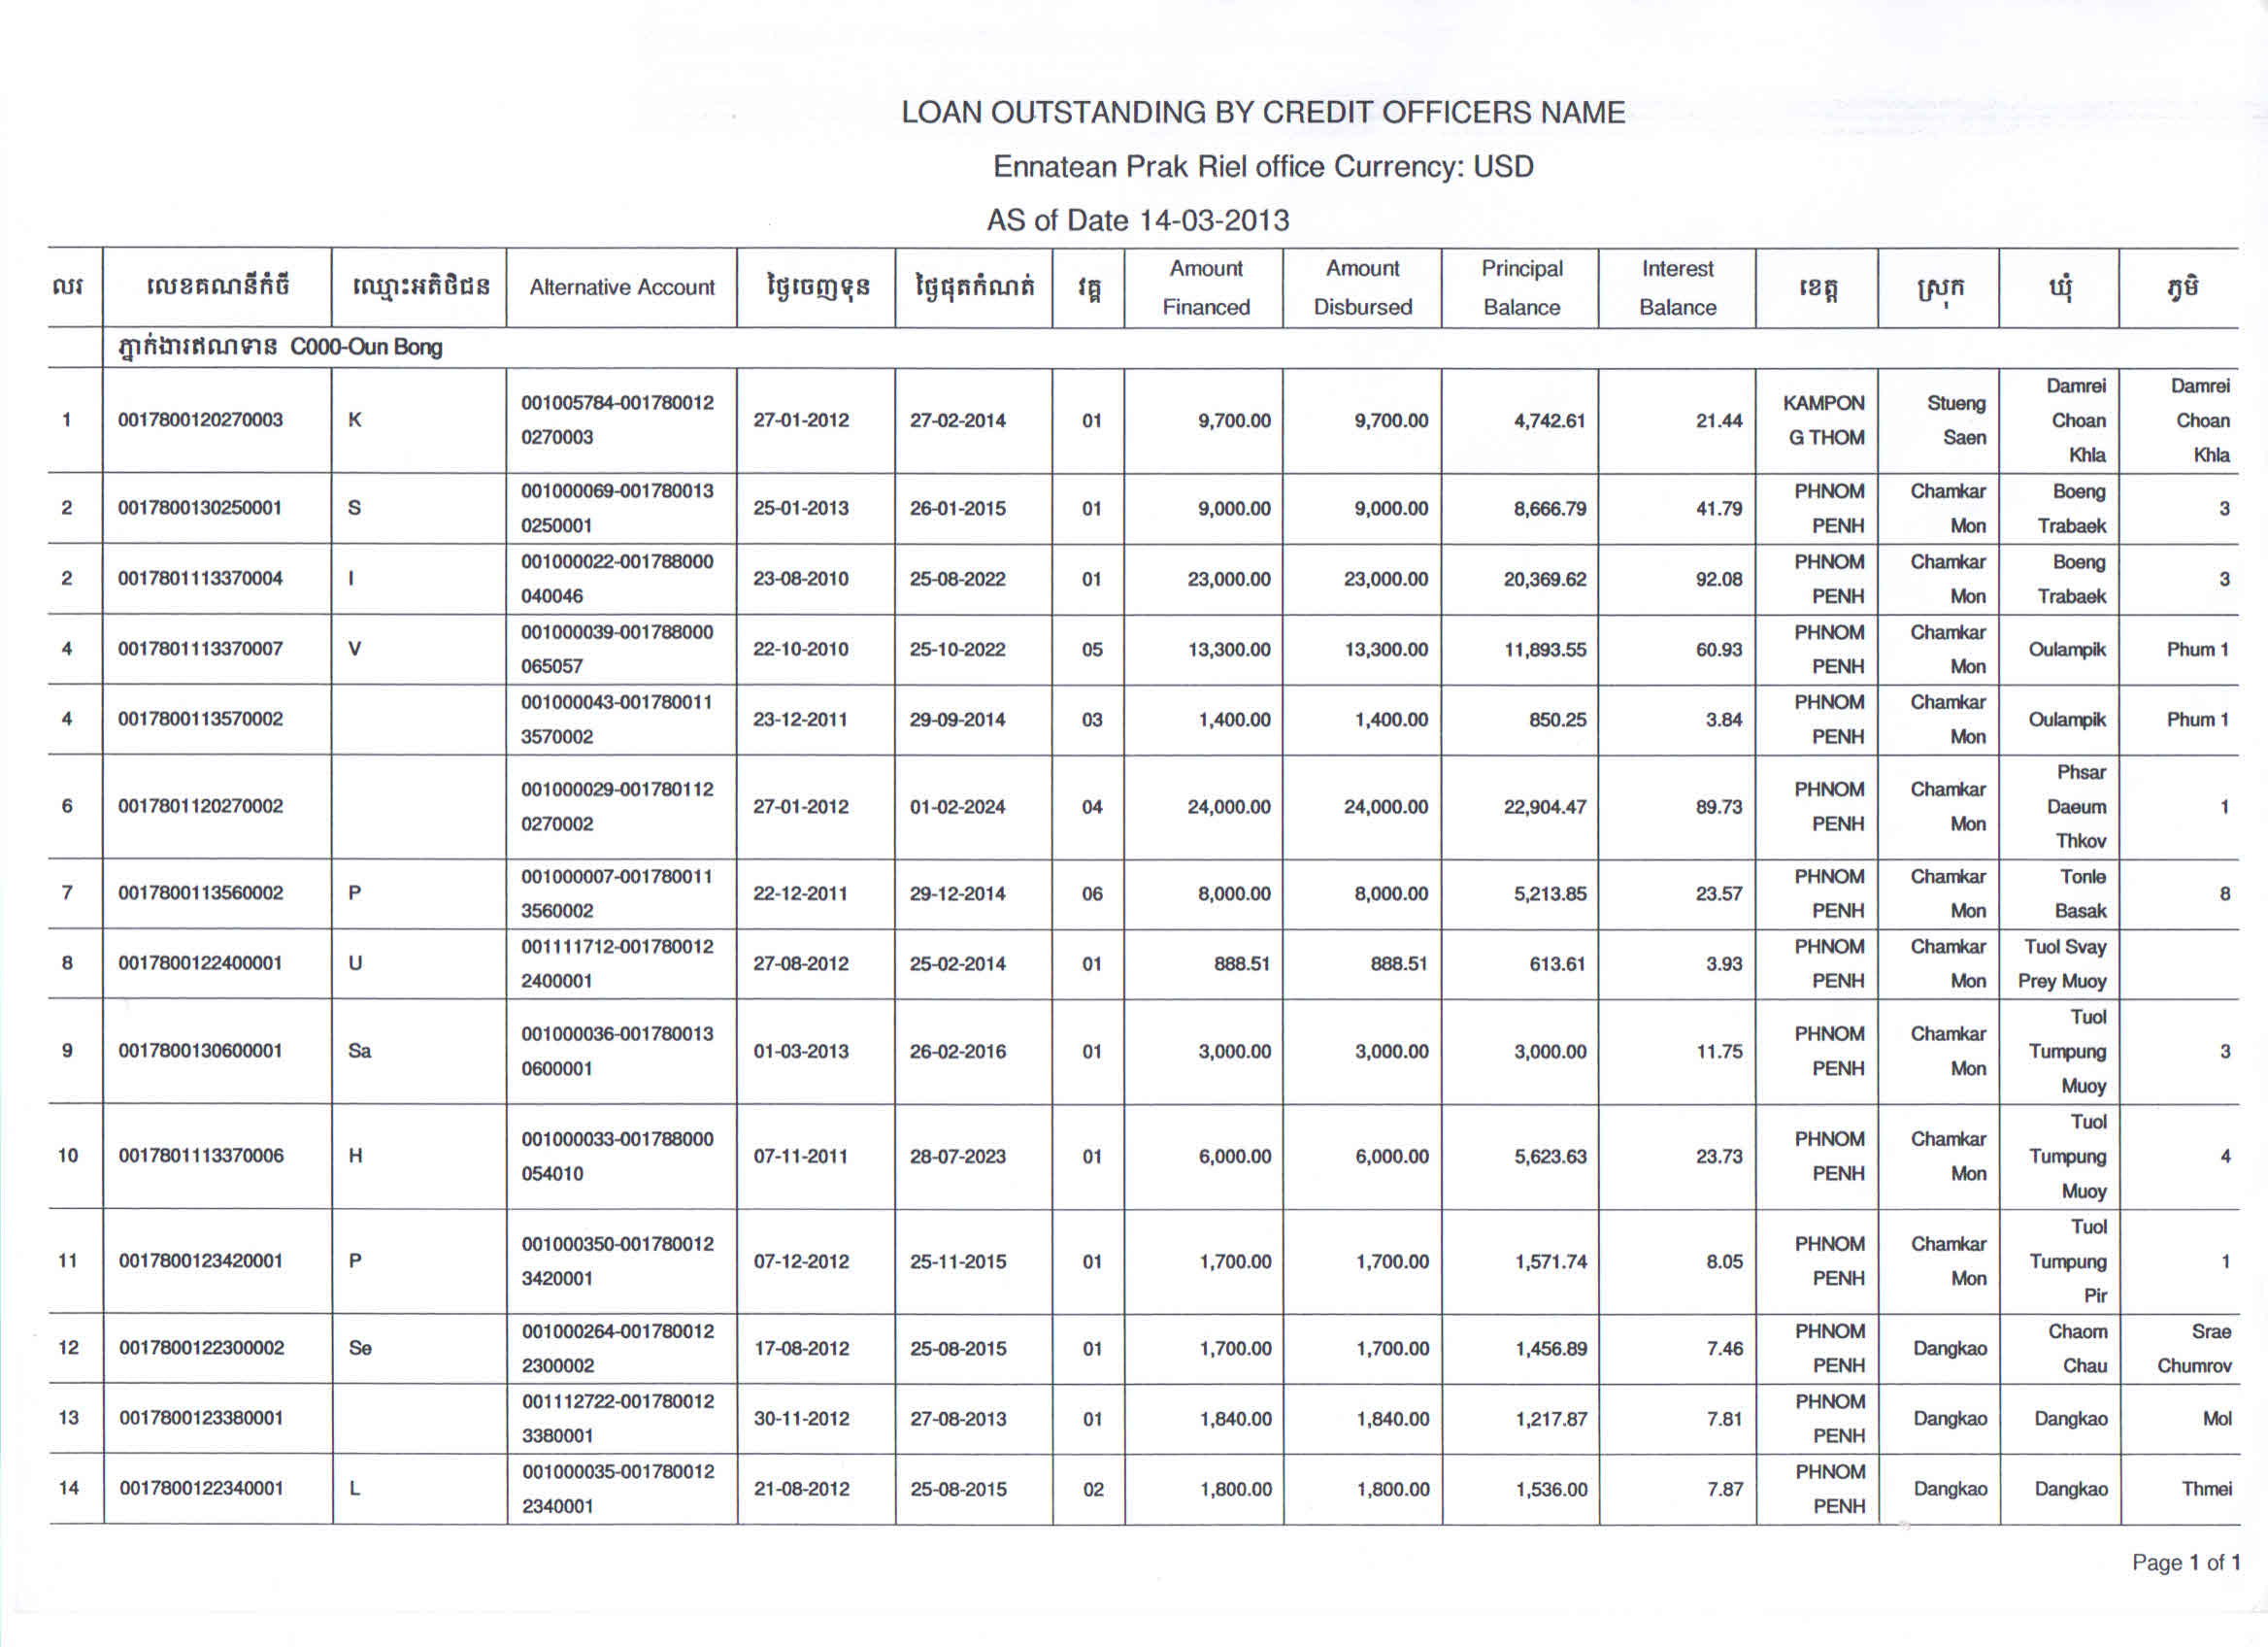 LOAN OUTSTANDING BY CREDIT OFFICERS NAME
Ennatean Prak Riel office Currency: USD
AS of Date 14-03-2013
លរ លេខគណនីកំចី ឈ្មោះអតិថិជន Alternative Account ថ្ងៃចេញទុន ថ្ងៃផុតកំណត់ វគ្គ Amount Financed Amount Disbursed Principal Balance Interest Balance ខេត្ត ស្រុក ឃុំ ភូមិ
ភ្នាក់ងារឥណទាន C000-Oun Bong
1 0017800120270003 K 001005784-001780012 0270003 27-01-2012 27-02-2014 01 9,700.00 9,700.00 4,742.61 21.44 KAMPON G THOM Stueng Saen Damrei Choan Khla Damrei Choan Khla
2 0017800130250001 S 001000069-001780013 0250001 25-01-2013 26-01-2015 01 9,000.00 9,000.00 8,666.79 41.79 PHNOM PENH Chamkar Mon Boeng Trabaek 3
2 0017801113370004 I 001000022-001788000 040046 23-08-2010 25-08-2022 01 23,000.00 23,000.00 20,369.62 92.08 PHNOM PENH Chamkar Mon Boeng Trabaek 3
4 0017801113370007 V 001000039-001788000 065057 22-10-2010 25-10-2022 05 13,300.00 13,300.00 11,893.55 60.93 PHNOM PENH Chamkar Mon Oulampik Phum 1
4 0017800113570002 001000043-001780011 3570002 23-12-2011 29-09-2014 03 1,400.00 1,400.00 850.25 3.84 PHNOM PENH Chamkar Mon Oulampik Phum 1
6 0017801120270002 001000029-001780112 0270002 27-01-2012 01-02-2024 04 24,000.00 24,000.00 22,904.47 89.73 PHNOM PENH Chamkar Mon Phsar Daeum Thkov 1
7 0017800113560002 P 001000007-001780011 3560002 22-12-2011 29-12-2014 06 8,000.00 8,000.00 5,213.85 23.57 PHNOM PENH Chamkar Mon Tonle Basak 8
8 0017800122400001 U 001111712-001780012 2400001 27-08-2012 25-02-2014 01 888.51 888.51 613.61 3.93 PHNOM PENH Chamkar Mon Tuol Svay Prey Muoy
9 0017800130600001 Sa 001000036-001780013 0600001 01-03-2013 26-02-2016 01 3,000.00 3,000.00 3,000.00 11.75 PHNOM PENH Chamkar Mon Tuol Tumpung Muoy 3
10 0017801113370006 H 001000033-001788000 054010 07-11-2011 28-07-2023 01 6,000.00 6,000.00 5,623.63 23.73 PHNOM PENH Chamkar Mon Tuol Tumpung Muoy 4
11 0017800123420001 P 001000350-001780012 3420001 07-12-2012 25-11-2015 01 1,700.00 1,700.00 1,571.74 8.05 PHNOM PENH Chamkar Mon Tuol Tumpung Pir 1
12 0017800122300002 Se 001000264-001780012 2300002 17-08-2012 25-08-2015 01 1,700.00 1,700.00 1,456.89 7.46 PHNOM PENH Dangkao Chaom Chau Srae Chumrov
13 0017800123380001 001112722-001780012 3380001 30-11-2012 27-08-2013 01 1,840.00 1,840.00 1,217.87 7.81 PHNOM PENH Dangkao Dangkao Mol
14 0017800122340001 L 001000035-001780012 2340001 21-08-2012 25-08-2015 02 1,800.00 1,800.00 1,536.00 7.87 PHNOM PENH Dangkao Dangkao Thmei
Page 1 of 1